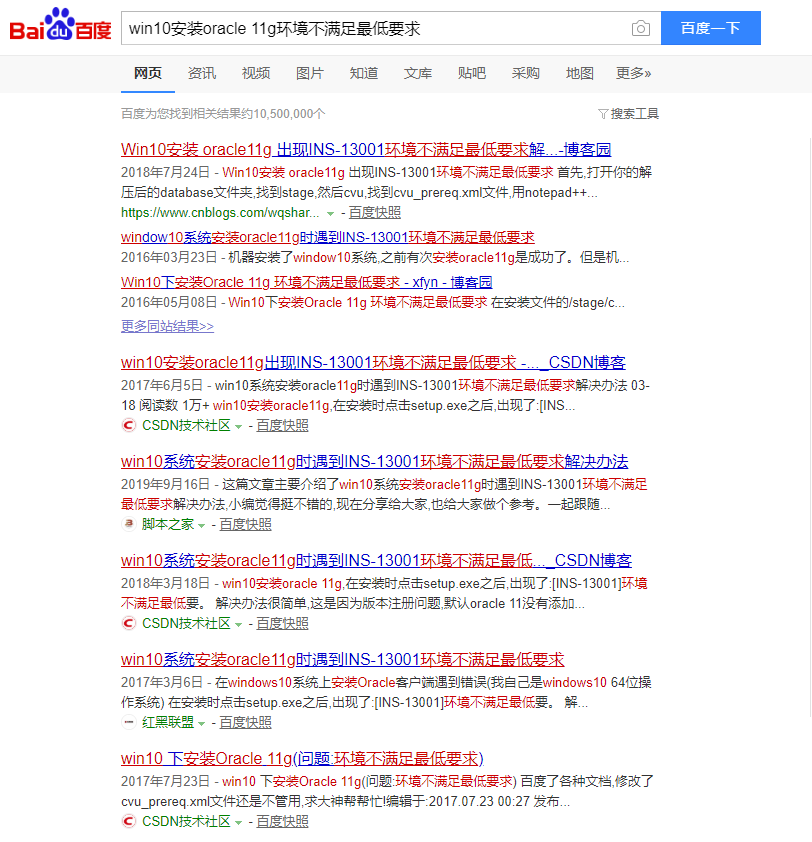 Bai du 百度
win10安装oracle 11g环境不满足最低要求
百度一下
网页 资讯 视频 图片 知道 文库 贴吧 采购 地图 更多»
百度为您找到相关结果约10,500,000个
搜索工具
Win10安装 oracle11g 出现INS-13001环境不满足最低要求解...-博客园
2018年7月24日 - Win10安装 oracle11g 出现INS-13001环境不满足最低要求 首先,打开你的解
压后的database文件夹,找到stage,然后cvu,找到cvu_prereq.xml文件,用notepad++...
https://www.cnblogs.com/wqshar... - 百度快照
window10系统安装oracle11g时遇到INS-13001环境不满足最低要求
2016年03月23日 - 机器安装了window10系统,之前有次安装oracle11g是成功了。但是机...
Win10下安装Oracle 11g 环境不满足最低要求 - xfyn - 博客园
2016年05月08日 - Win10下安装Oracle 11g 环境不满足最低要求 在安装文件的/stage/c...
更多同站结果>>
win10安装oracle11g出现INS-13001环境不满足最低要求 -..._CSDN博客
2017年6月5日 - win10系统安装oracle11g时遇到INS-13001环境不满足最低要求解决办法 03-
18 阅读数 1万+ win10安装oracle11g,在安装时点击setup.exe之后,出现了:[INS...
CSDN技术社区 - 百度快照
win10系统安装oracle11g时遇到INS-13001环境不满足最低要求解决办法
2019年9月16日 - 这篇文章主要介绍了win10系统安装oracle11g时遇到INS-13001环境不满足
最低要求解决办法,小编觉得挺不错的,现在分享给大家,也给大家做个参考。一起跟随...
脚本之家 - 百度快照
win10系统安装oracle11g时遇到INS-13001环境不满足最低..._CSDN博客
2018年3月18日 - win10安装oracle 11g,在安装时点击setup.exe之后,出现了:[INS-13001]环境
不满足最低要。 解决办法很简单,这是因为版本注册问题,默认oracle 11没有添加...
CSDN技术社区 - 百度快照
win10系统安装oracle11g时遇到INS-13001环境不满足最低要求
2017年3月6日 - 在windows10系统上安装Oracle客户端遇到错误(我自己是windows10 64位操
作系统) 在安装时点击setup.exe之后,出现了:[INS-13001]环境不满足最低要。 解...
红黑联盟 - 百度快照
win10 下安装Oracle 11g(问题:环境不满足最低要求)
2017年7月23日 - win10 下安装Oracle 11g(问题:环境不满足最低要求) 百度了各种文档,修改了
cvu_prereq.xml文件还是不管用,求大神帮帮忙!编辑于:2017.07.23 00:27 发布...
CSDN技术社区 - 百度快照